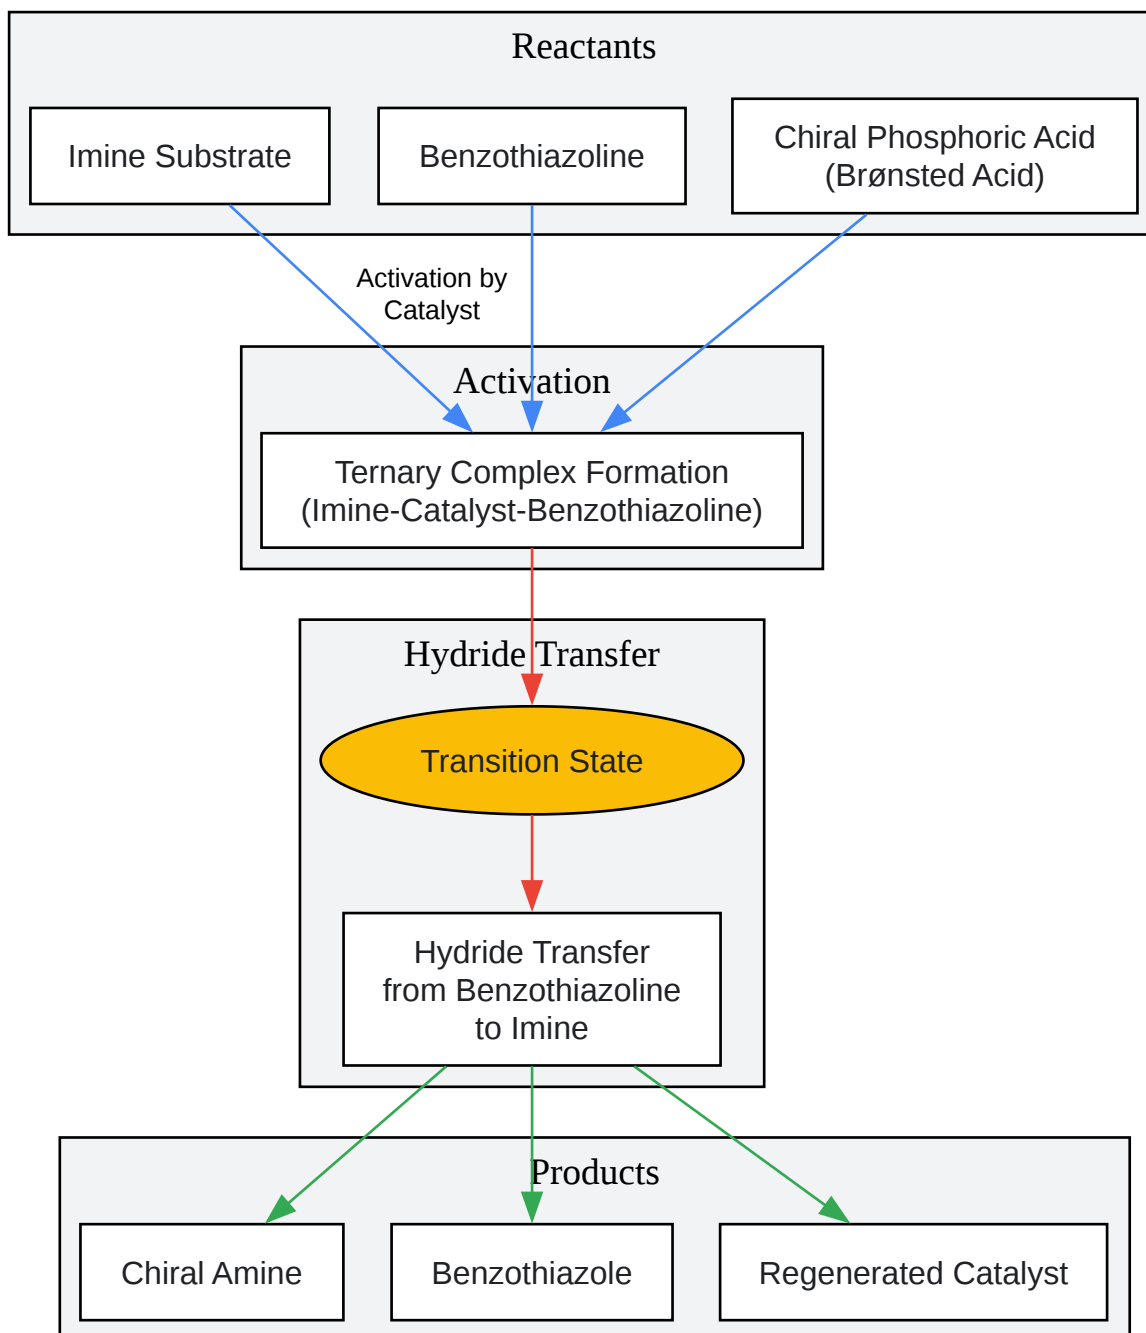 Reactants
Imine Substrate
Benzothiazoline
Chiral Phosphoric Acid
(Brønsted Acid)
Activation by
Catalyst
Activation
Ternary Complex Formation
(Imine-Catalyst-Benzothiazoline)
Hydride Transfer
Transition State
Hydride Transfer
from Benzothiazoline
to Imine
Products
Chiral Amine
Benzothiazole
Regenerated Catalyst